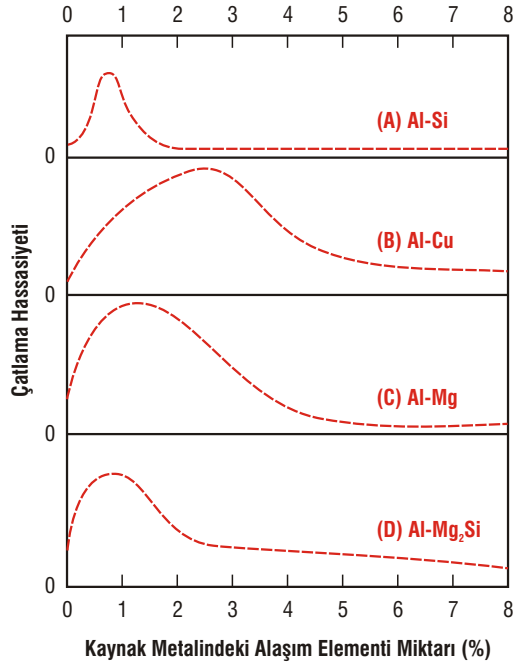 0 1 2 3 4 5 6 7 8
(A) Al-Si
0
(B) Al-Cu
0
(C) Al-Mg
0
(D) Al-Mg₂Si
0
0 1 2 3 4 5 6 7 8
Çatlama Hassasiyeti
Kaynak Metalindeki Alaşım Elementi Miktarı (%)